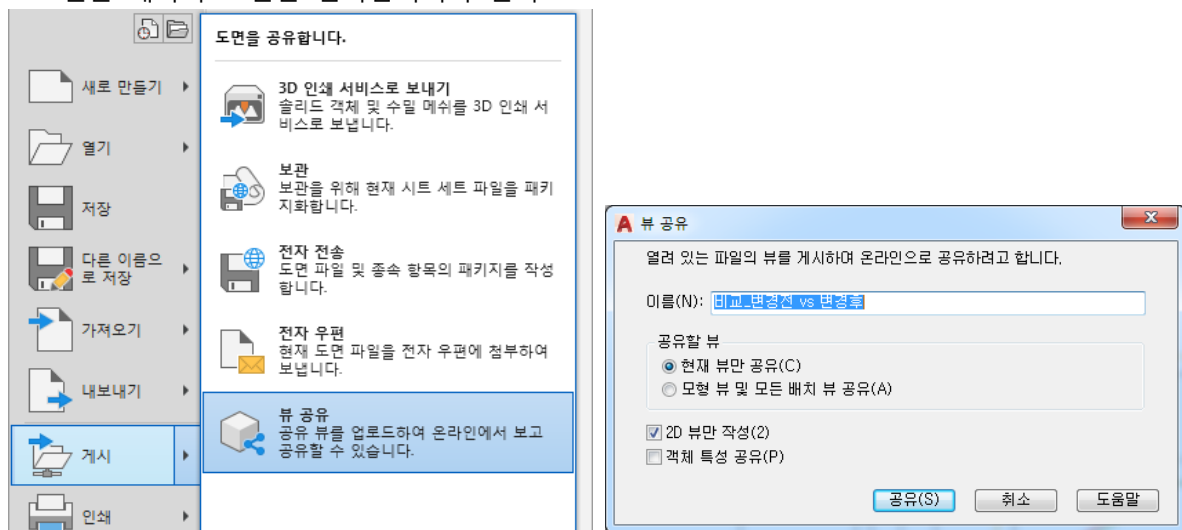 도면을 공유합니다.
새로 만들기
열기
저장
다른 이름으
로 저장
가져오기
내보내기
게시
인쇄
3D 인쇄 서비스로 보내기
솔리드 객체 및 수밀 메쉬를 3D 인쇄 서
비스로 보냅니다.
보관
보관을 위해 현재 시트 세트 파일을 패키
지화합니다.
전자 전송
도면 파일 및 종속 항목의 패키지를 작성
합니다.
전자 우편
현재 도면 파일을 전자 우편에 첨부하여
보냅니다.
뷰 공유
공유 뷰를 업로드하여 온라인에서 보고
공유할 수 있습니다.
뷰 공유
열려 있는 파일의 뷰를 게시하여 온라인으로 공유하려고 합니다.
이름(N): 비교_변경전 vs 변경후
공유할 뷰
현재 뷰만 공유(C)
모형 뷰 및 모든 배치 뷰 공유(A)
2D 뷰만 작성(2)
객체 특성 공유(P)
공유(S) 취소 도움말